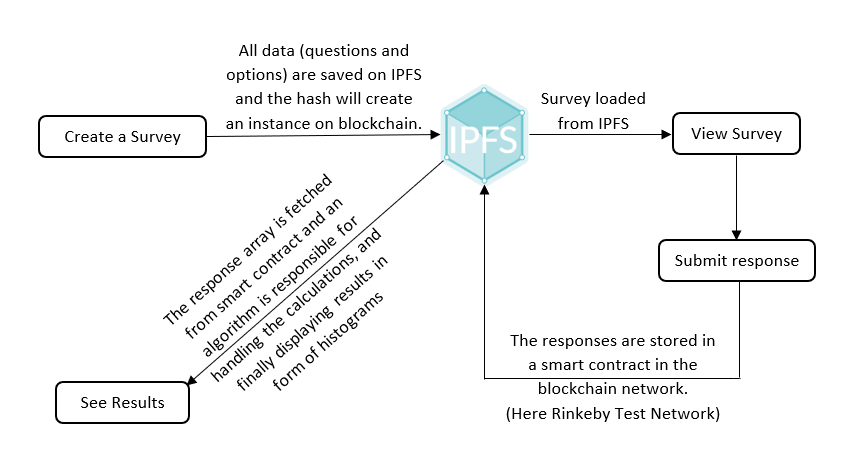 All data (questions and
options) are saved on IPFS
and the hash will create
an instance on blockchain.
Create a Survey
IPFS
Survey loaded
from IPFS
View Survey
Submit response
The responses are stored in
a smart contract in the
blockchain network.
(Here Rinkeby Test Network)
The response array is fetched
from smart contract and an
algorithm is responsible for
handling the calculations, and
finally displaying results in
form of histograms
See Results